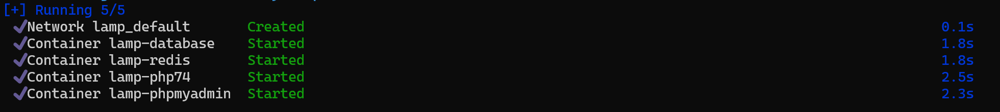 [+] Running 5/5
✔Network lamp_default Created 0.1s
✔Container lamp-database Started 1.8s
✔Container lamp-redis Started 1.8s
✔Container lamp-php74 Started 2.5s
✔Container lamp-phpmyadmin Started 2.3s